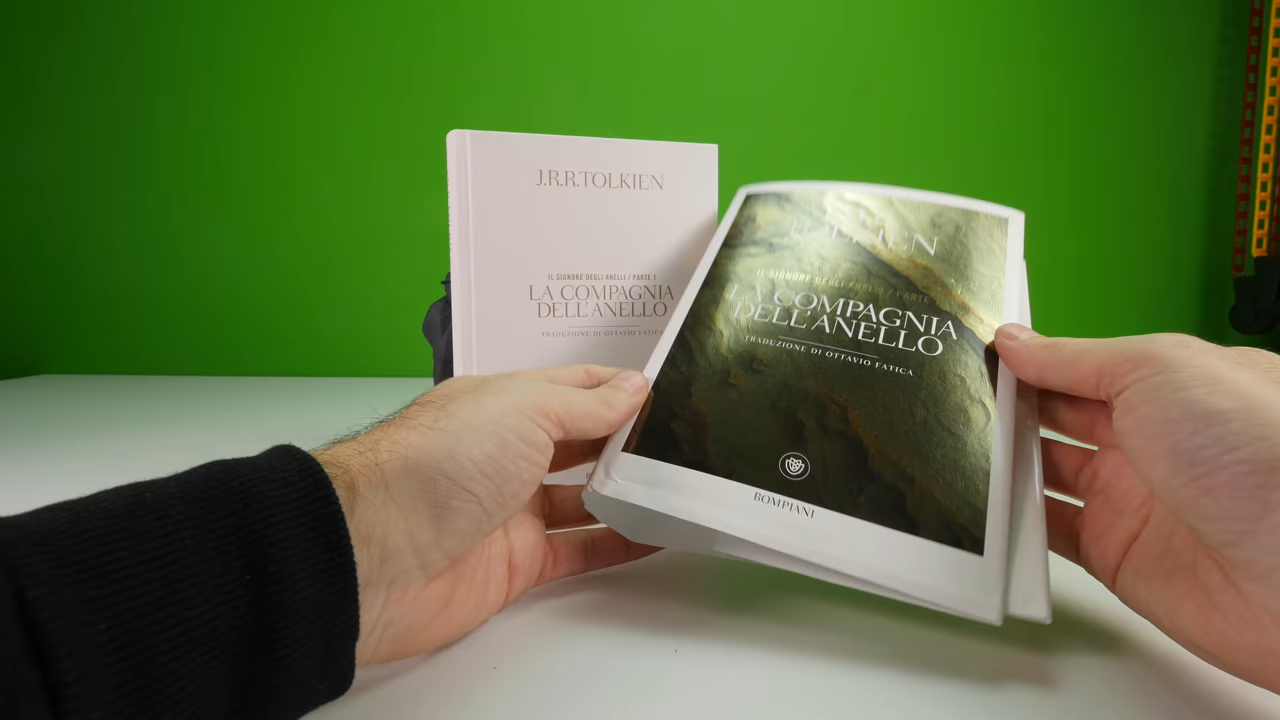 J.R.R.TOLKIEN
IL SIGNORE DEGLI ANELLI / PARTE I
LA COMPAGNIA
DELL'ANELLO
TRADUZIONE DI OTTAVIO FATICA
IL SIGNORE DEGLI ANELLI / PARTE
LA COMPAGNIA
DELL'ANELLO
TRADUZIONE DI OTTAVIO FATICA
BOMPIANI